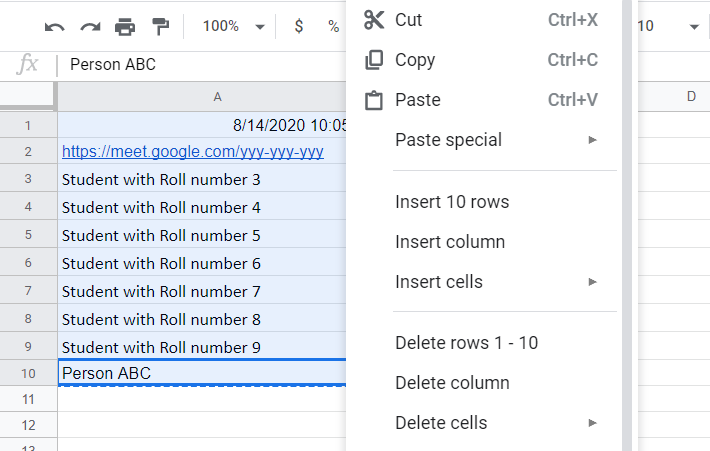 100% $ % 10
fx Person ABC
A D
1 8/14/2020 10:05
2 https://meet.google.com/yyy-yyy-yyy
3 Student with Roll number 3
4 Student with Roll number 4
5 Student with Roll number 5
6 Student with Roll number 6
7 Student with Roll number 7
8 Student with Roll number 8
9 Student with Roll number 9
10 Person ABC
11
12
13
Cut Ctrl+X
Copy Ctrl+C
Paste Ctrl+V
Paste special
Insert 10 rows
Insert column
Insert cells
Delete rows 1 - 10
Delete column
Delete cells